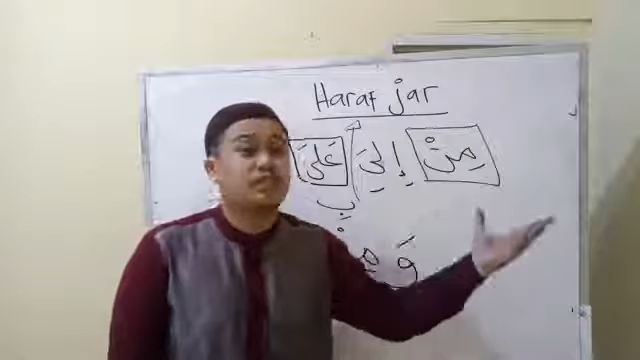 Haraf jar
مِنْ إِلَى عَلَى
بِ
وَ